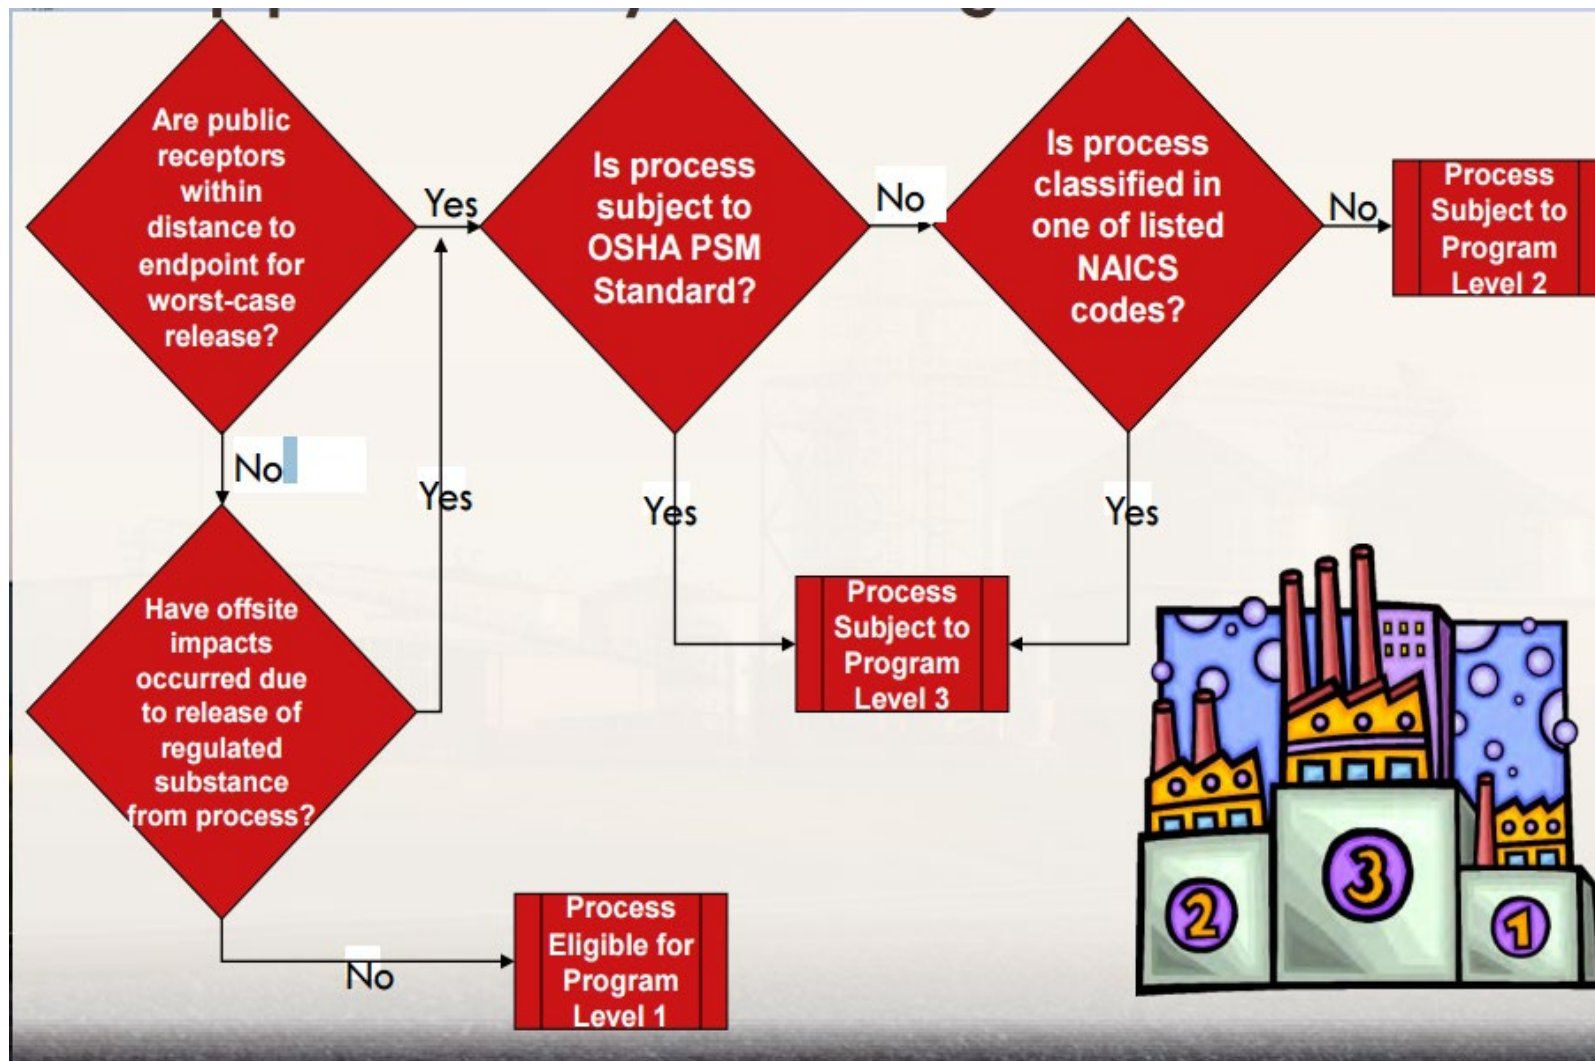 Are public
receptors
within
distance to
endpoint for
worst-case
release?
Yes
Is process
subject to
OSHA PSM
Standard?
No
Is process
classified in
one of listed
NAICS
codes?
No
Process
Subject to
Program
Level 2
No
Yes
Yes
Yes
Have offsite
impacts
occurred due
to release of
regulated
substance
from process?
Process
Subject to
Program
Level 3
No
Process
Eligible for
Program
Level 1
2
3
1